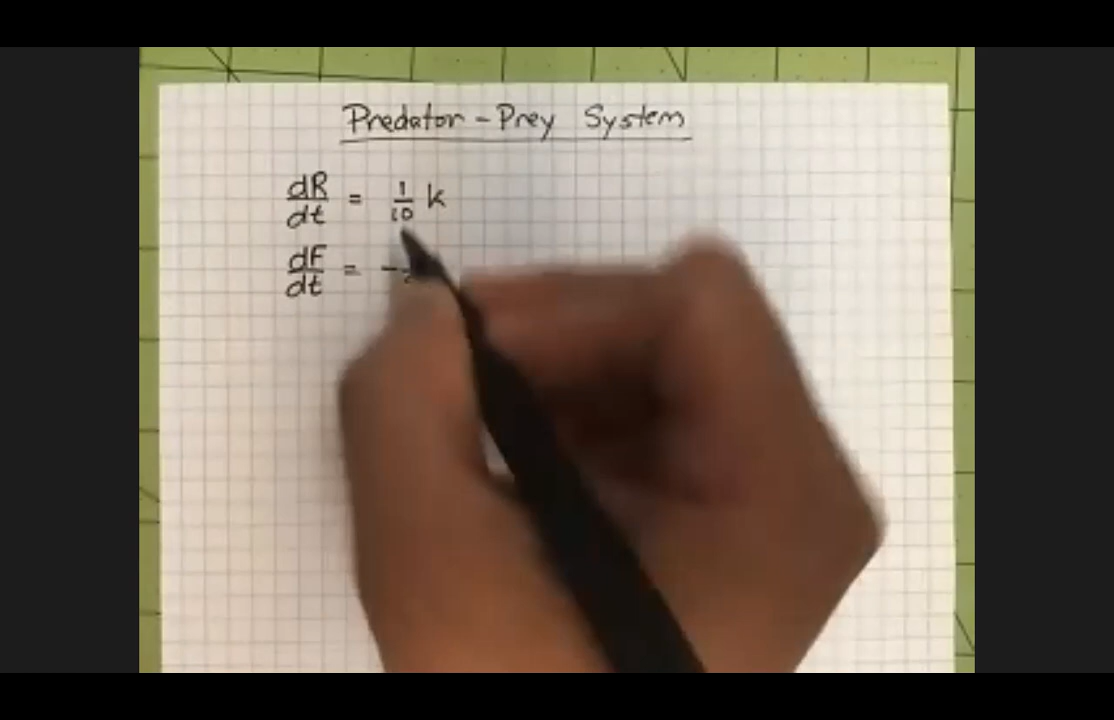 Predator - Prey System
dR/dt = 1/10 k
dF/dt = -